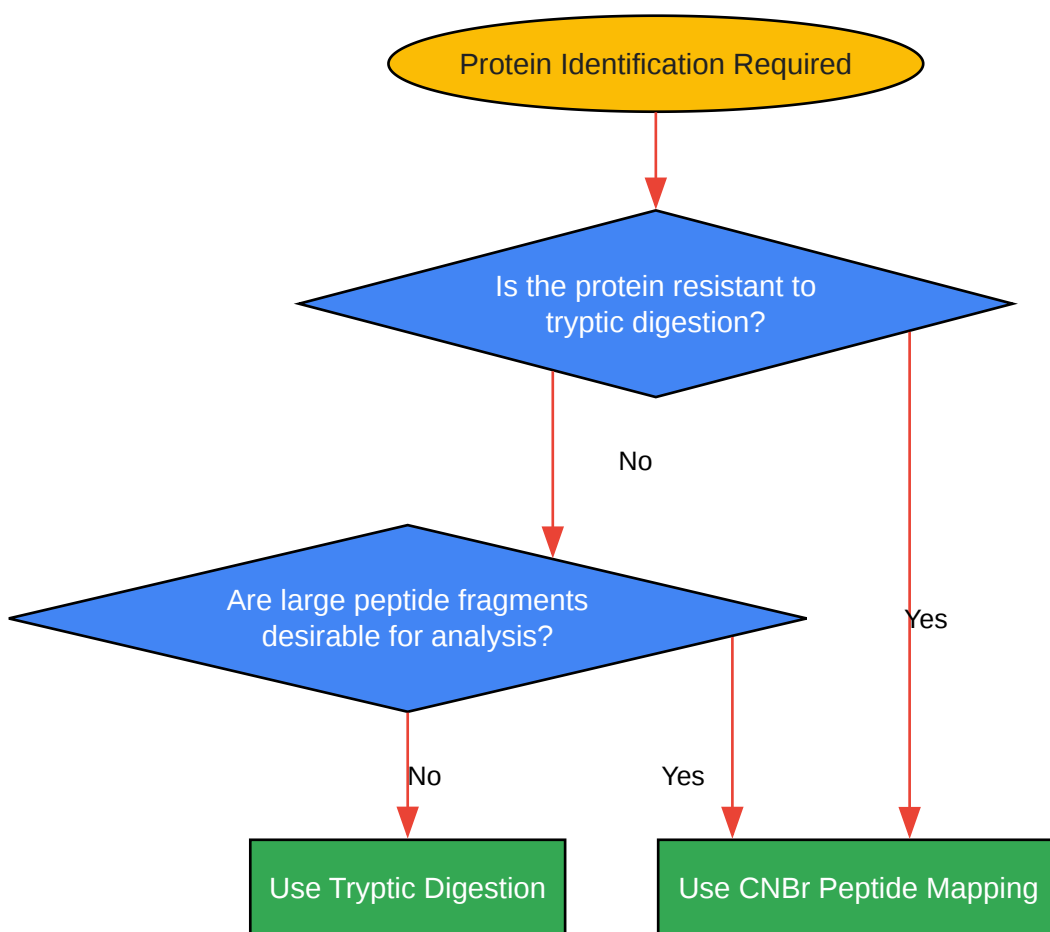 Protein Identification Required
Is the protein resistant to
tryptic digestion?
No
Are large peptide fragments
desirable for analysis?
Yes
No
Yes
Use Tryptic Digestion
Use CNBr Peptide Mapping